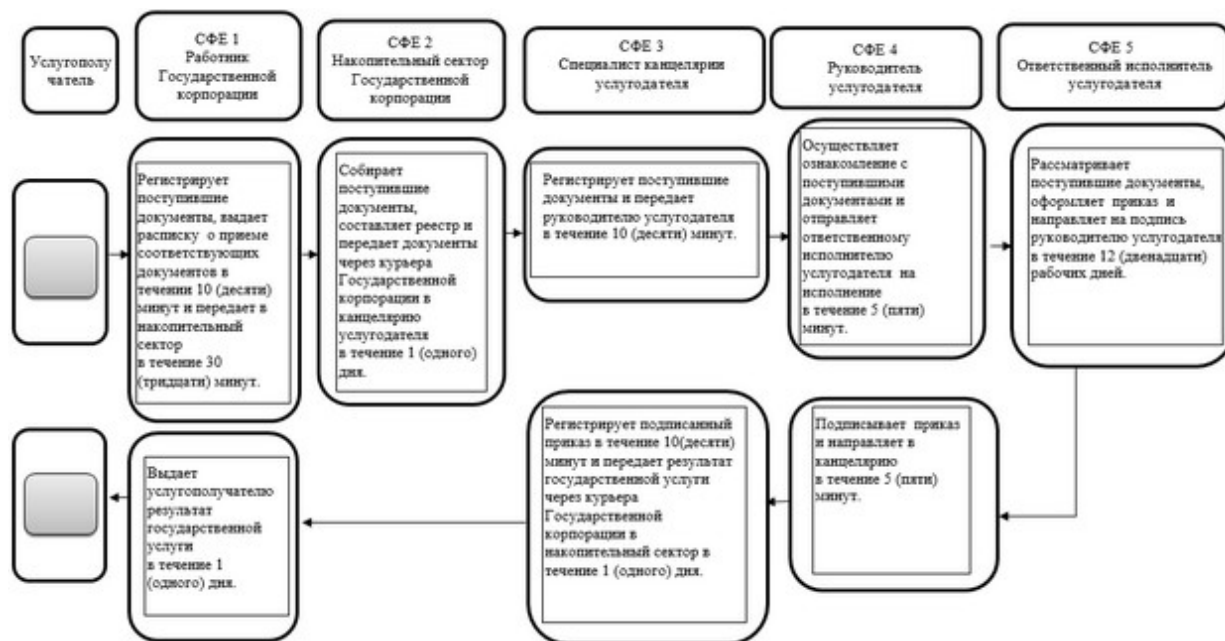 Услугополу
чатель
СФЕ 1
Работник
Государственной
корпорации
СФЕ 2
Накопительный сектор
Государственной
корпорации
СФЕ 3
Специалист канцелярии
услугодателя
СФЕ 4
Руководитель
услугодателя
СФЕ 5
Ответственный исполнитель
услугодателя
Регистрирует
поступившие
документы, выдает
расписку о приеме
соответствующих
документов в
течении 10 (десяти)
минут и передает в
накопительный
сектор
в течение 30
(тридцати) минут.
Собирает
поступившие
документы,
составляет реестр и
передает документы
через курьера
Государственной
корпорации в
канцелярию
услугодателя
в течение 1 (одного)
дня.
Регистрирует поступившие
документы и передает
руководителю услугодателя
в течение 10 (десяти) минут.
Осуществляет
ознакомление с
поступившими
документами и
отправляет
ответственному
исполнителю
услугодателя на
исполнение
в течение 5 (пяти)
минут.
Рассматривает
поступившие документы,
оформляет приказ и
направляет на подпись
руководителю услугодателя
в течение 12 (двенадцати)
рабочих дней.
Выдает
услугополучателю
результат
государственной
услуги
в течение 1
(одного) дня.
Регистрирует подписанный
приказ в течение 10(десяти)
минут и передает результат
государственной услуги
через курьера
Государственной
корпорации в
накопительный сектор в
течение 1 (одного) дня.
Подписывает приказ
и направляет в
канцелярию
в течение 5 (пяти)
минут.